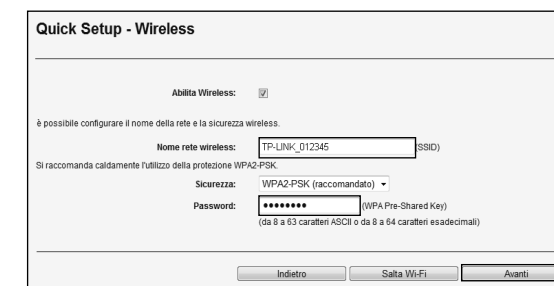 Quick Setup - Wireless
Abilita Wireless:
è possibile configurare il nome della rete e la sicurezza wireless.
Nome rete wireless: TP-LINK_012345 (SSID)
Si raccomanda caldamente l'utilizzo della protezione WPA2-PSK.
Sicurezza: WPA2-PSK (raccomandato)
Password: •••••••• (WPA Pre-Shared Key)
(da 8 a 63 caratteri ASCII o da 8 a 64 caratteri esadecimali)
Indietro Salta Wi-Fi Avanti